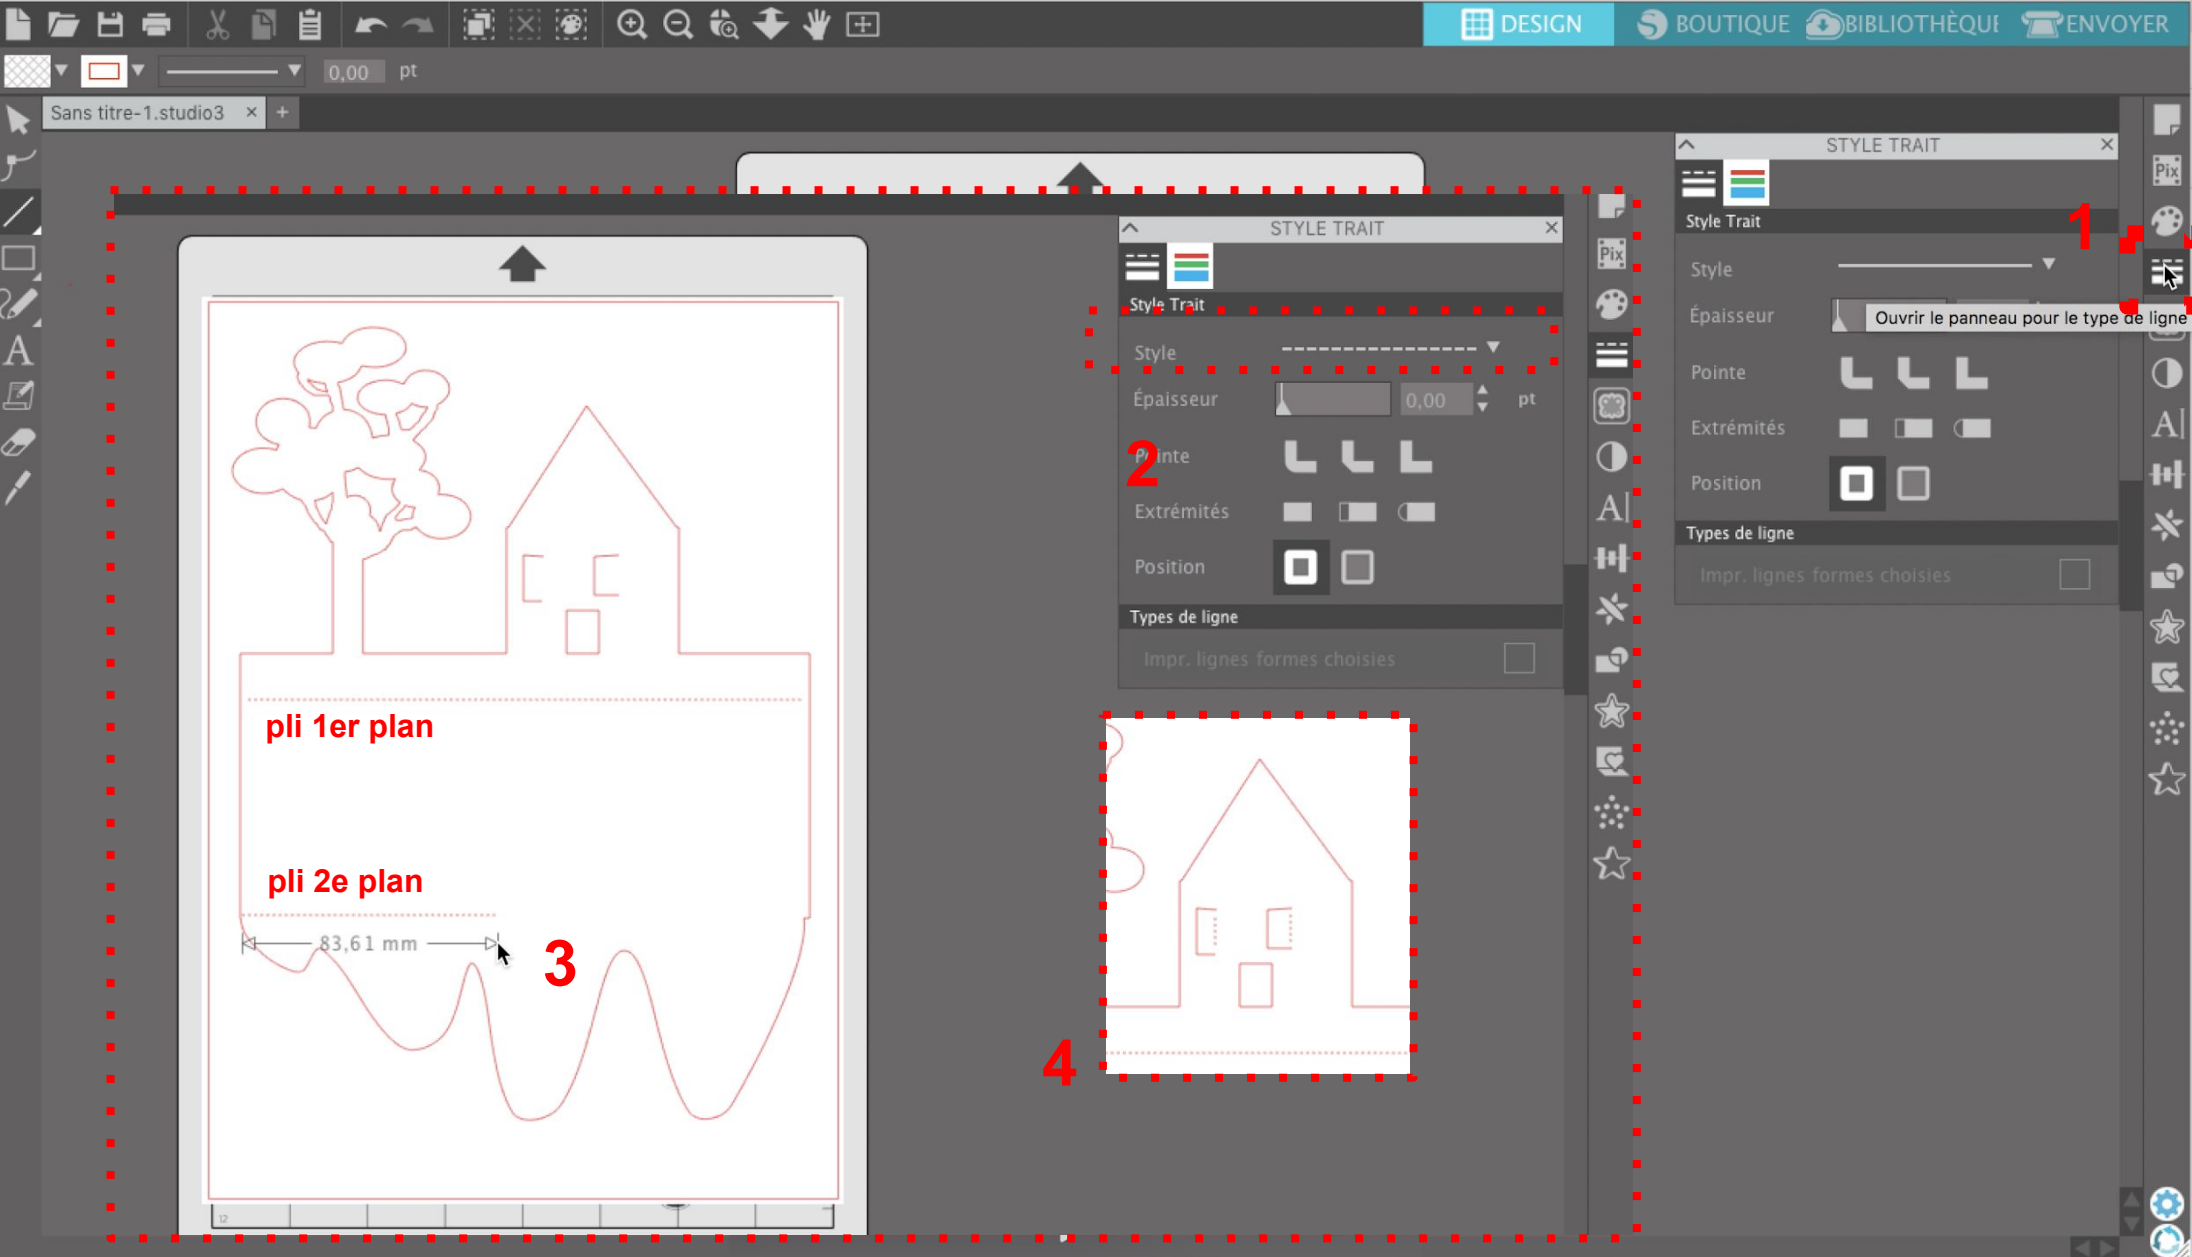 DESIGN
BOUTIQUE
BIBLIOTHÈQUE
ENVOYER
0,00 pt
Sans titre-1.studio3
STYLE TRAIT
Pix
Style Trait
1
Style
Épaisseur
Ouvrir le panneau pour le type de ligne
Pointe
Extrémités
Position
Types de ligne
Impr. lignes formes choisies
STYLE TRAIT
Pix
Style Trait
Style
Épaisseur 0,00 pt
Pointe
2
Extrémités
Position
Types de ligne
Impr. lignes formes choisies
pli 1er plan
pli 2e plan
83,61 mm
3
4
12